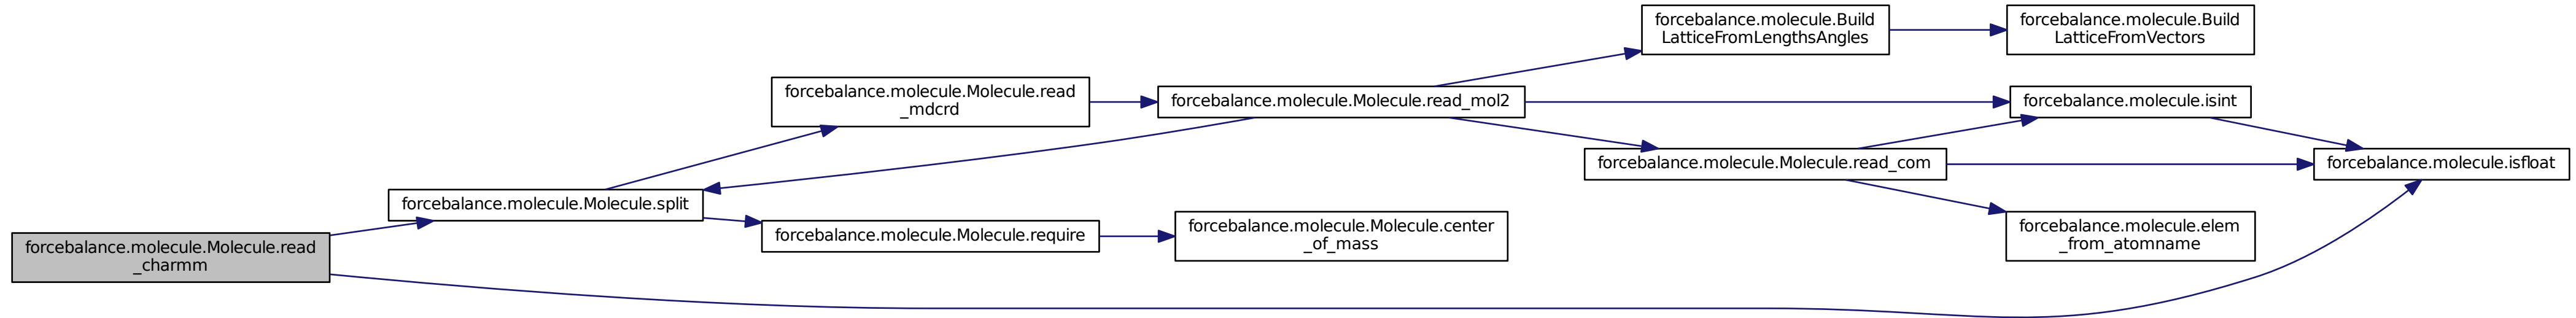 forcebalance.molecule.Molecule.read
_charmm
forcebalance.molecule.Molecule.split
forcebalance.molecule.Molecule.read
_mdcrd
forcebalance.molecule.Molecule.require
forcebalance.molecule.Molecule.read_mol2
forcebalance.molecule.Molecule.center
_of_mass
forcebalance.molecule.Build
LatticeFromLengthsAngles
forcebalance.molecule.Molecule.read_com
forcebalance.molecule.Build
LatticeFromVectors
forcebalance.molecule.isint
forcebalance.molecule.elem
_from_atomname
forcebalance.molecule.isfloat